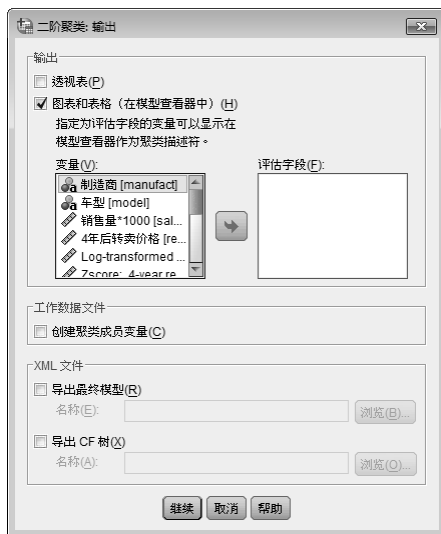 二阶聚类: 输出
输出
透视表(P)
图表和表格（在模型查看器中）(H)
指定为评估字段的变量可以显示在
模型查看器作为聚类描述符。
变量(V):
评估字段(F):
制造商 [manufact]
车型 [model]
销售量*1000 [sal...
4年后转卖价格 [re...
Log-transformed ...
Zscore: 4-year re...
工作数据文件
创建聚类成员变量(C)
XML 文件
导出最终模型(R)
名称(E):
浏览(B)...
导出 CF 树(X)
名称(A):
浏览(O)...
继续
取消
帮助